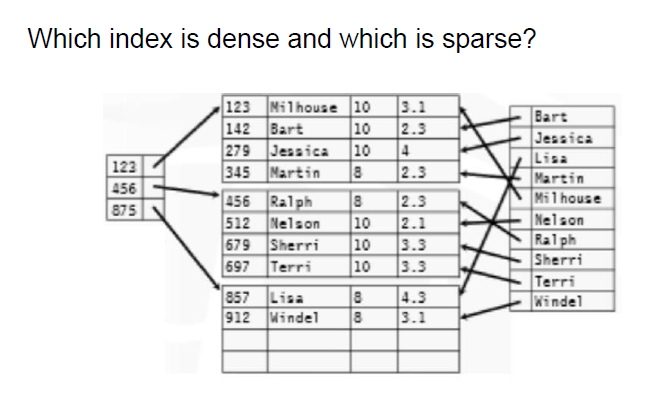 Which index is dense and which is sparse?
123 Milhouse 10 3.1
142 Bart 10 2.3
279 Jessica 10 4
345 Martin 8 2.3
456 Ralph 8 2.3
512 Nelson 10 2.1
679 Sherri 10 3.3
697 Terri 10 3.3
857 Lisa 8 4.3
912 Windel 8 3.1
123
456
875
Bart
Jessica
Lisa
Martin
Milhouse
Nelson
Ralph
Sherri
Terri
Windel